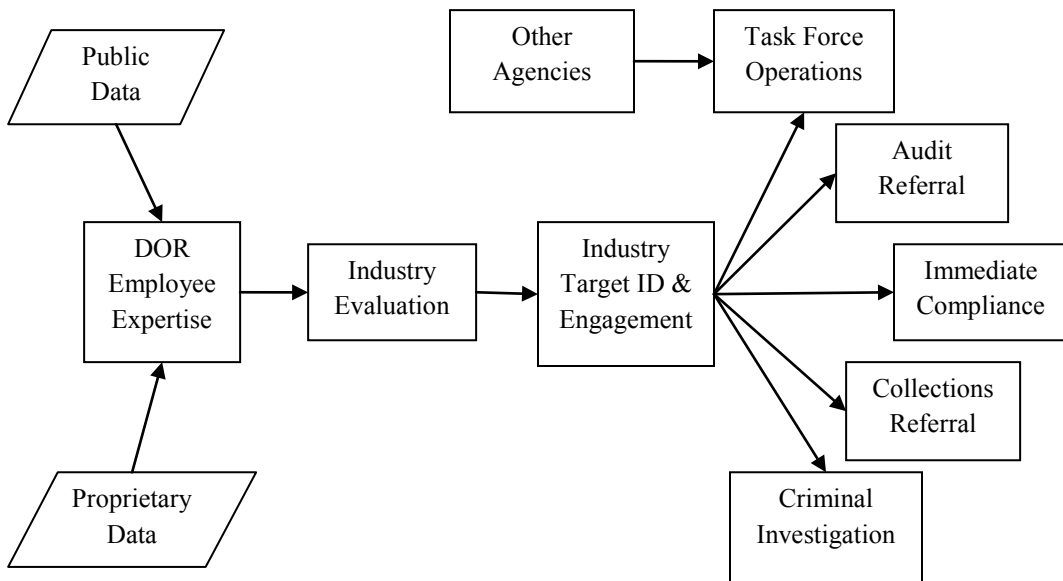 Public
Data
Other
Agencies
Task Force
Operations
Audit
Referral
DOR
Employee
Expertise
Industry
Evaluation
Industry
Target ID &
Engagement
Immediate
Compliance
Collections
Referral
Proprietary
Data
Criminal
Investigation